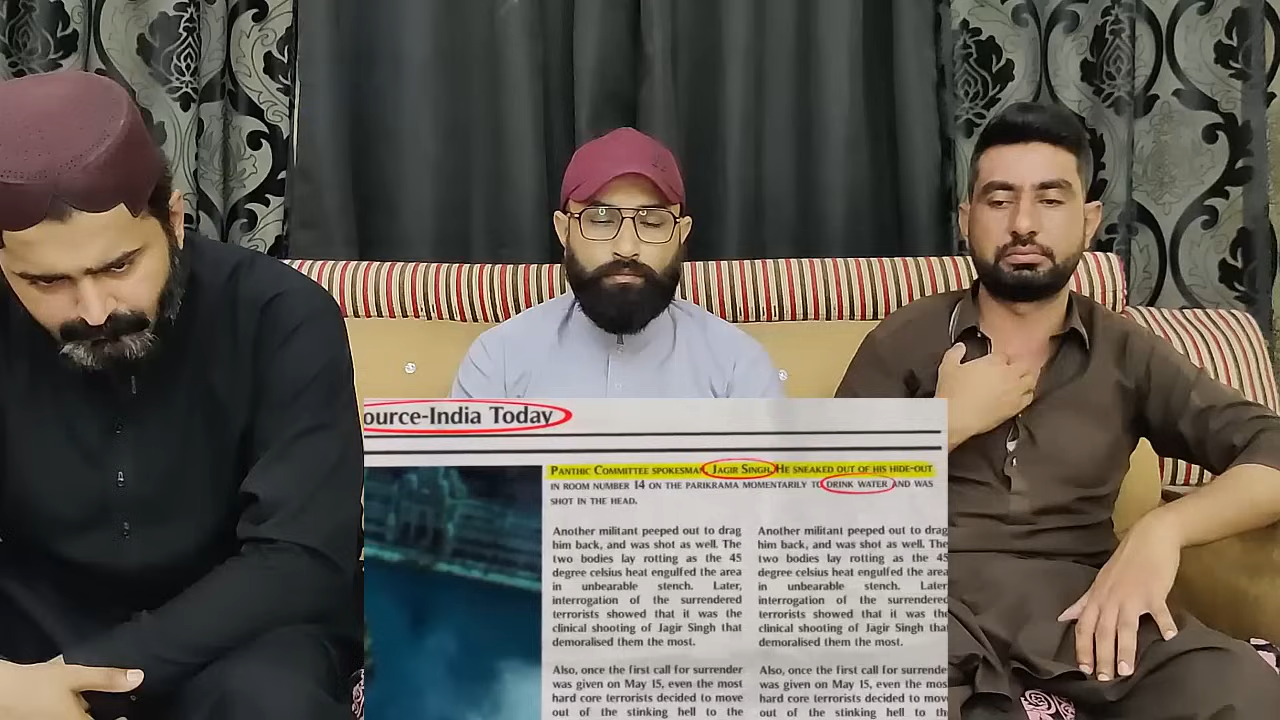 ource-India Today
Panthic Committee spokesman, Jagir Singh. He sneaked out of his hide-out
in room number 14 on the parikrama momentarily to drink water and was
shot in the head.
Another militant peeped out to drag
him back, and was shot as well. The
two bodies lay rotting as the 45
degree celsius heat engulfed the area
in unbearable stench. Later,
interrogation of the surrendered
terrorists showed that it was the
clinical shooting of Jagir Singh that
demoralised them the most.
Also, once the first call for surrender
was given on May 15, even the most
hard core terrorists decided to move
out of the stinking hell to the
Another militant peeped out to drag
him back, and was shot as well. The
two bodies lay rotting as the 45
degree celsius heat engulfed the area
in unbearable stench. Later
interrogation of the surrendered
terrorists showed that it was the
clinical shooting of Jagir Singh that
demoralised them the most.
Also, once the first call for surrender
was given on May 15, even the most
hard core terrorists decided to move
out of the stinking hell to